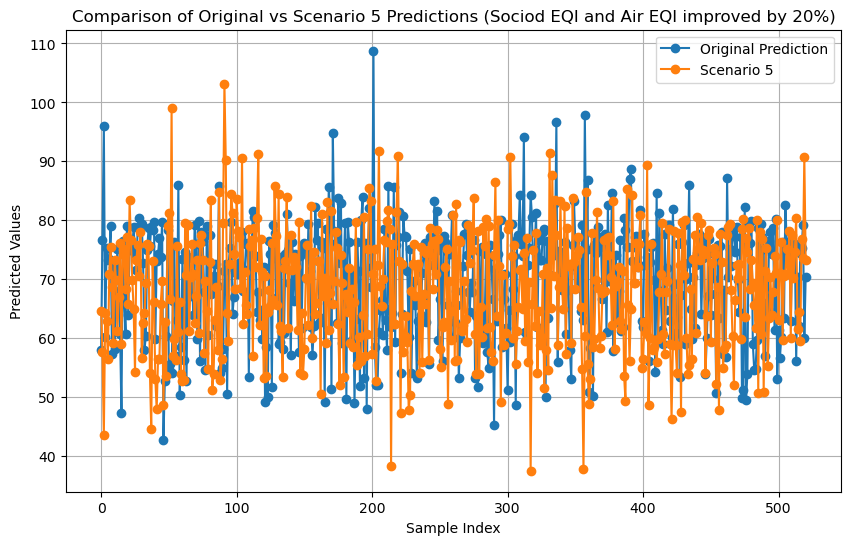 Comparison of Original vs Scenario 5 Predictions (Sociod EQI and Air EQI improved by 20%)
Original Prediction
Scenario 5
Predicted Values
110
100
90
80
70
60
50
40
0 100 200 300 400 500
Sample Index